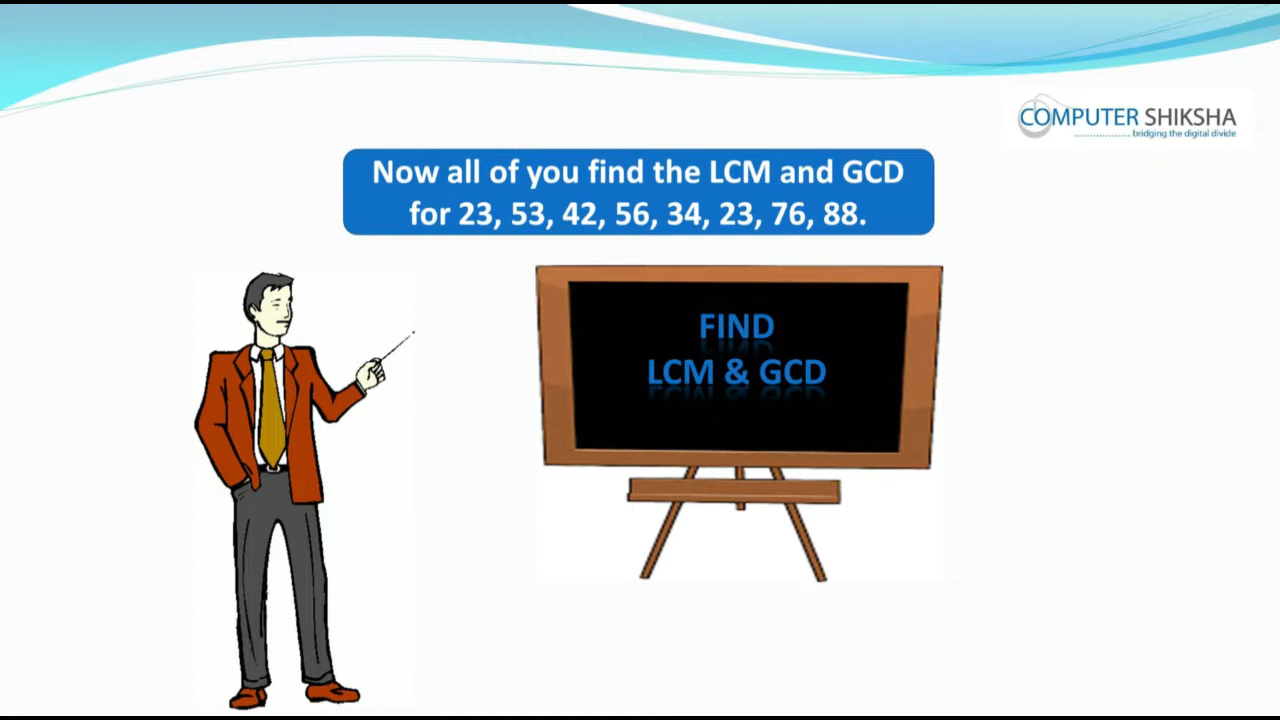 COMPUTER SHIKSHA
.............. bridging the digital divide
Now all of you find the LCM and GCD
for 23, 53, 42, 56, 34, 23, 76, 88.
FIND
LCM & GCD